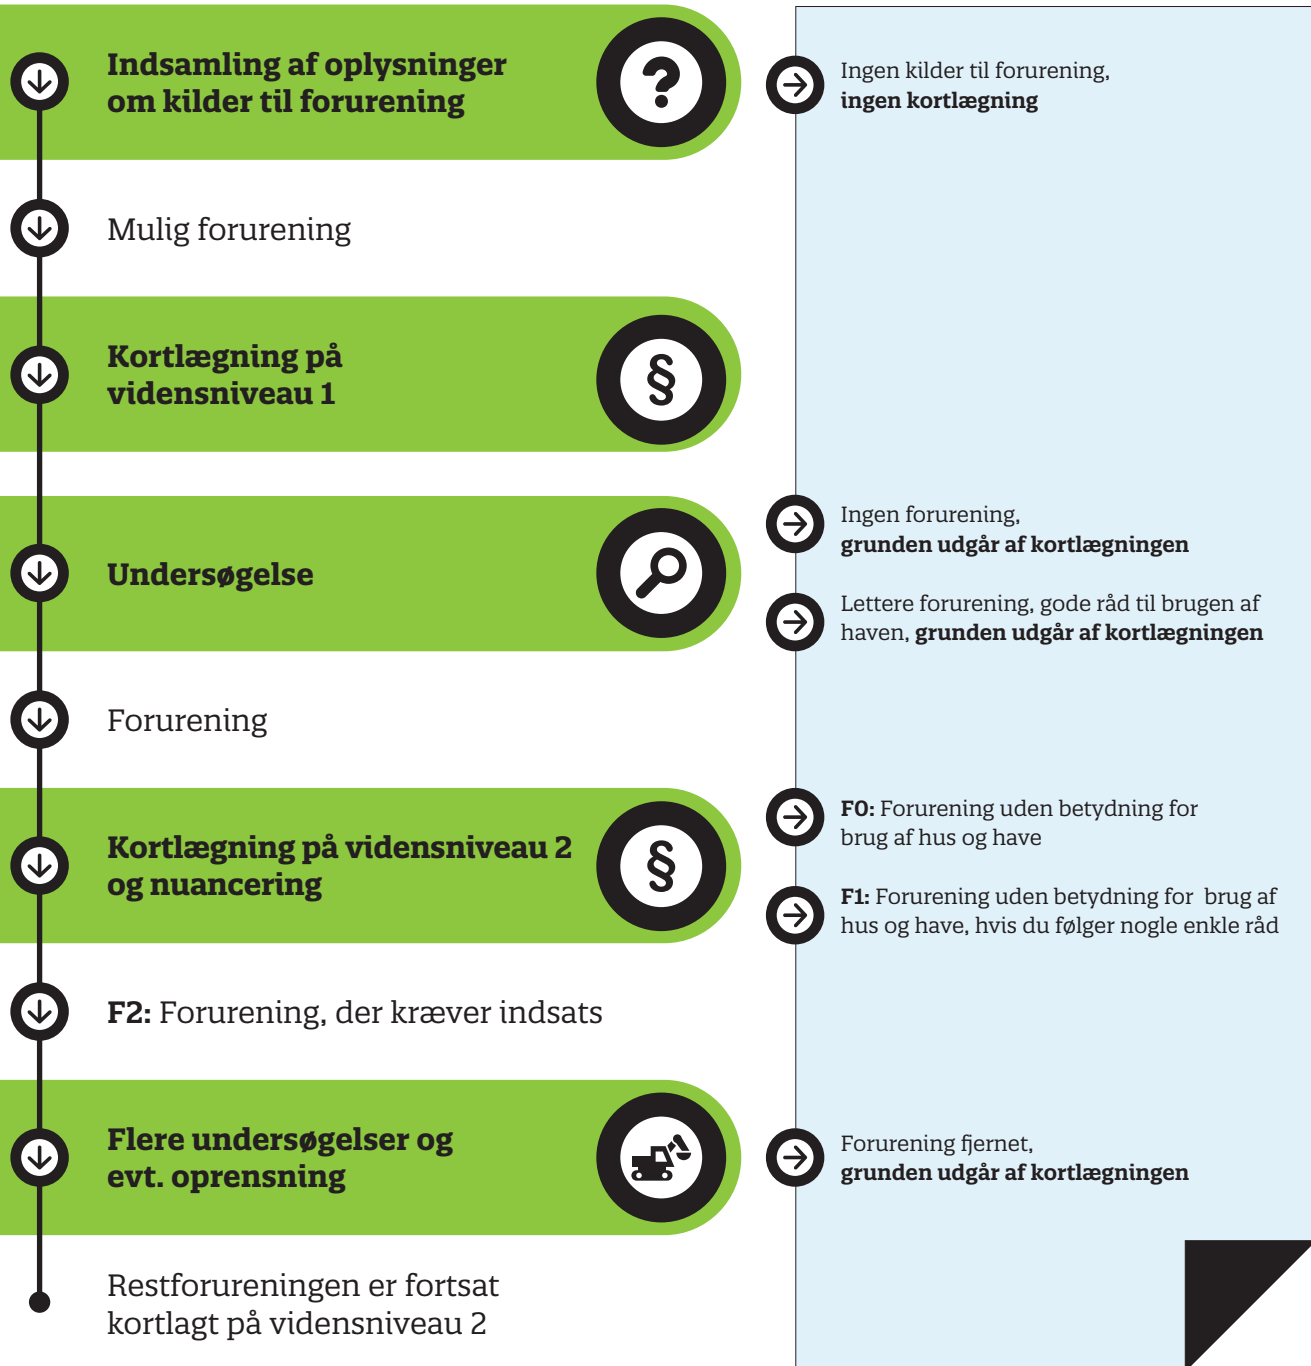 Indsamling af oplysninger
om kilder til forurening
?
Ingen kilder til forurening,
ingen kortlægning
Mulig forurening
Kortlægning på
vidensniveau 1
§
Undersøgelse
Ingen forurening,
grunden udgår af kortlægningen
Lettere forurening, gode råd til brugen af
haven, grunden udgår af kortlægningen
Forurening
Kortlægning på vidensniveau 2
og nuancering
§
F0: Forurening uden betydning for
brug af hus og have
F1: Forurening uden betydning for brug af
hus og have, hvis du følger nogle enkle råd
F2: Forurening, der kræver indsats
Flere undersøgelser og
evt. oprensning
Forurening fjernet,
grunden udgår af kortlægningen
Restforureningen er fortsat
kortlagt på vidensniveau 2